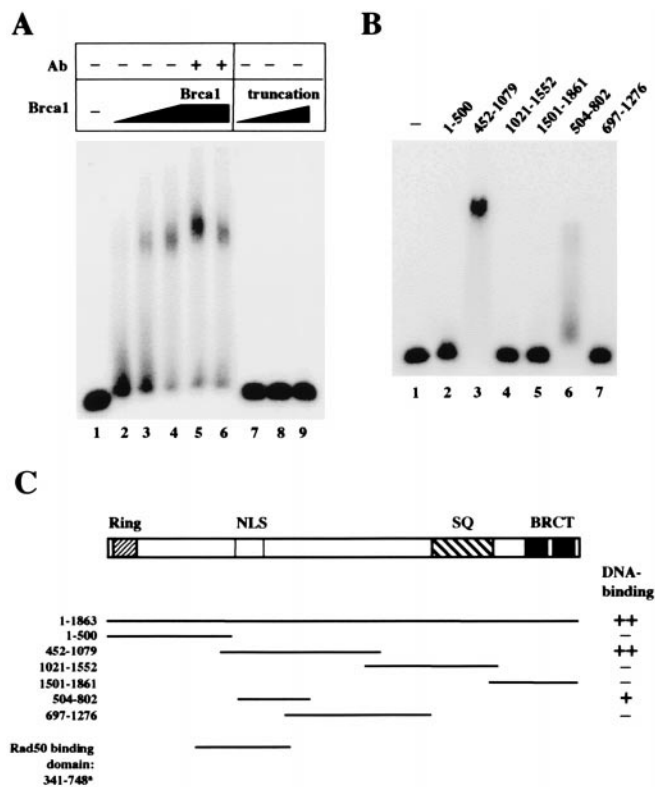 A
Ab – – – – + + – – –
Brca1 – Brca1 truncation
1 2 3 4 5 6 7 8 9
B
– 1-500 452-1079 1021-1552 1501-1861 504-802 697-1276
1 2 3 4 5 6 7
C
Ring NLS SQ BRCT
DNA-
binding
1-1863 ++
1-500 –
452-1079 ++
1021-1552 –
1501-1861 –
504-802 +
697-1276 –
Rad50 binding
domain:
341-748*